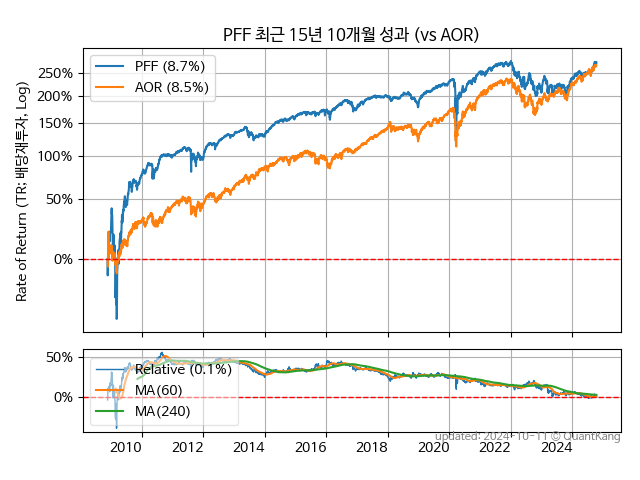 PFF 최근 15년 10개월 성과 (vs AOR)
Rate of Return (TR: 배당재투자, Log)
250%
200%
150%
100%
50%
0%
PFF (8.7%)
AOR (8.5%)
50%
0%
Relative (0.1%)
MA(60)
MA(240)
2010 2012 2014 2016 2018 2020 2022 2024
updated: 2024-10-11 © QuantKang